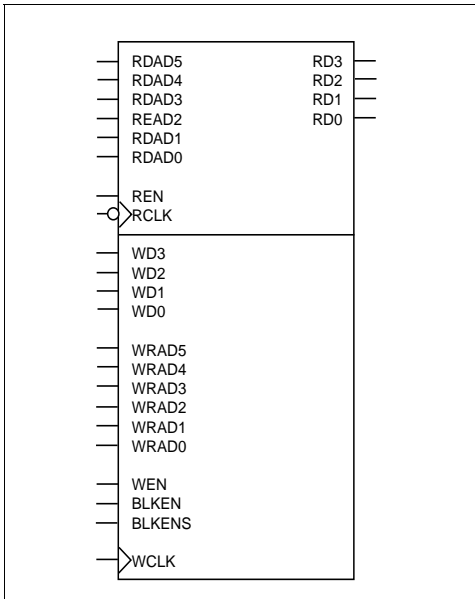 RDAD5 RD3
RDAD4 RD2
RDAD3 RD1
READ2 RD0
RDAD1
RDAD0
REN
RCLK
WD3
WD2
WD1
WD0
WRAD5
WRAD4
WRAD3
WRAD2
WRAD1
WRAD0
WEN
BLKEN
BLKENS
WCLK